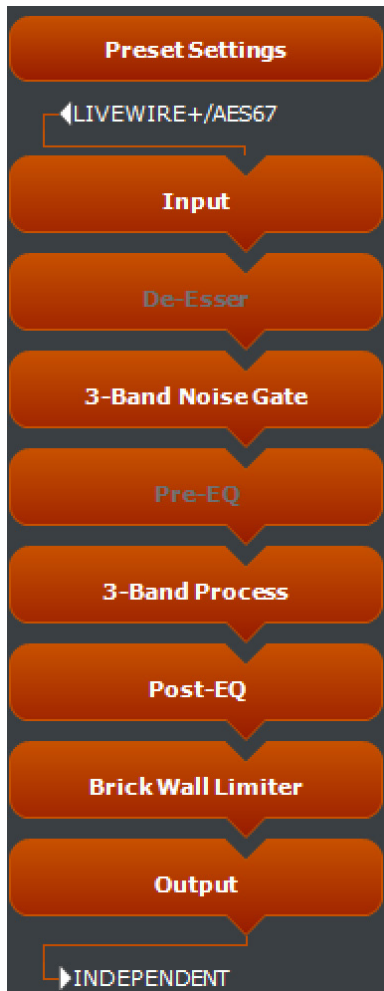 Preset Settings
LIVEWIRE+/AES67
Input
De-Esser
3-Band Noise Gate
Pre-EQ
3-Band Process
Post-EQ
Brick Wall Limiter
Output
INDEPENDENT